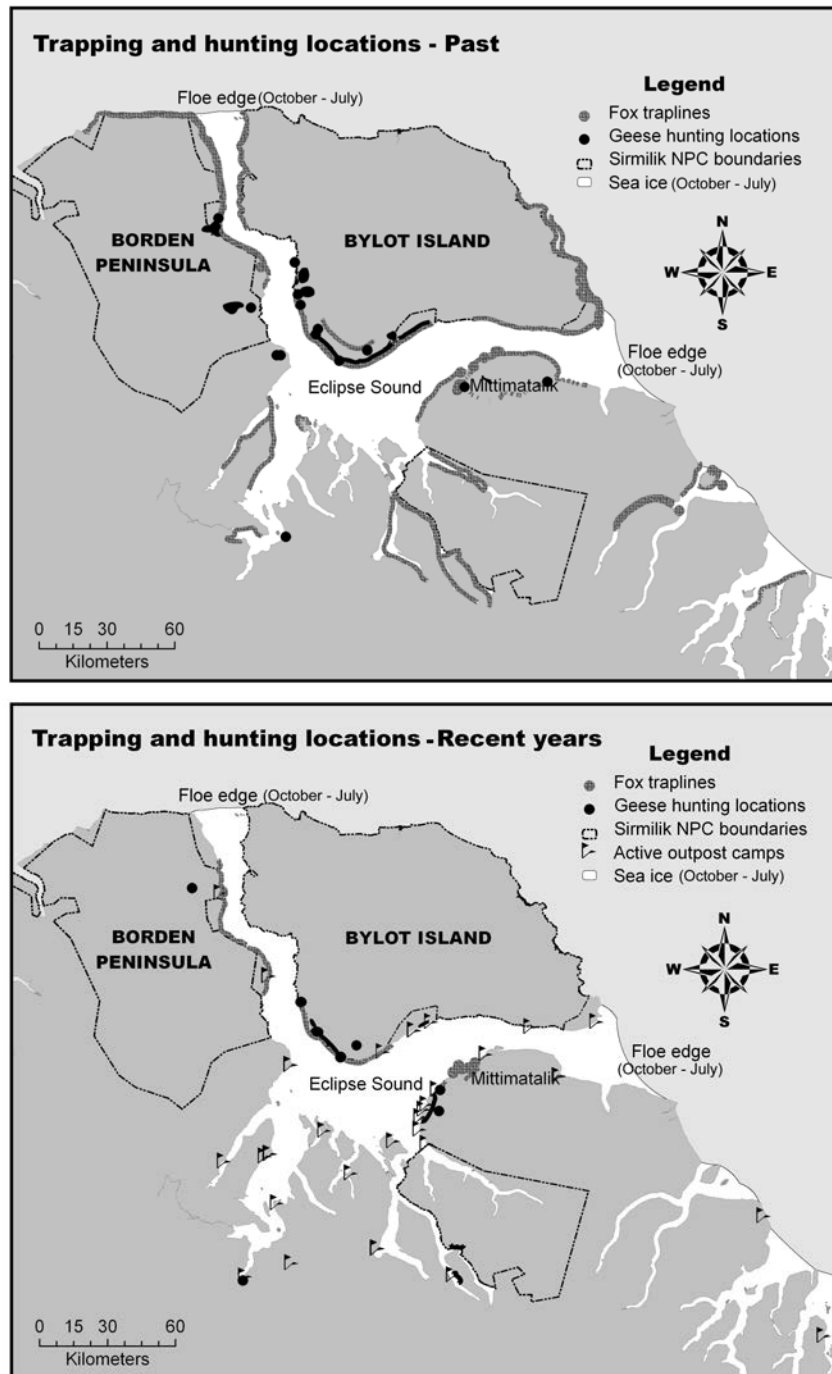 Trapping and hunting locations - Past
Legend
Floe edge (October - July)
Fox traplines
Geese hunting locations
Sirmilik NPC boundaries
Sea ice (October - July)
N
W E
S
BORDEN
PENINSULA
BYLOT ISLAND
Floe edge
(October - July)
Eclipse Sound
Mittimatalik
0 15 30 60
Kilometers
Trapping and hunting locations - Recent years
Legend
Floe edge (October - July)
Fox traplines
Geese hunting locations
Sirmilik NPC boundaries
Active outpost camps
Sea ice (October - July)
N
W E
S
BORDEN
PENINSULA
BYLOT ISLAND
Floe edge
(October - July)
Eclipse Sound
Mittimatalik
0 15 30 60
Kilometers